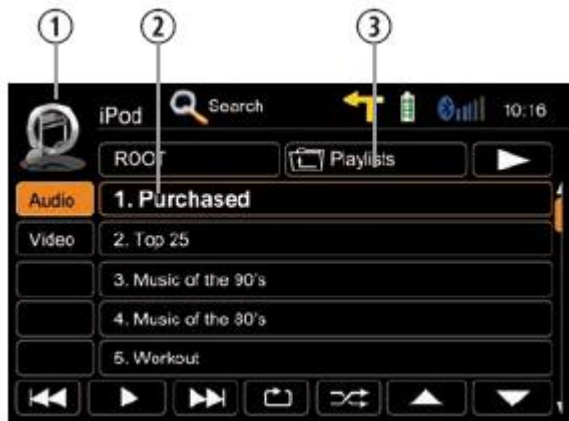 1 2 3
iPod Search 10:16
ROOT Playlists
Audio 1. Purchased
Video 2. Top 25
3. Music of the 90's
4. Music of the 80's
5. Workout